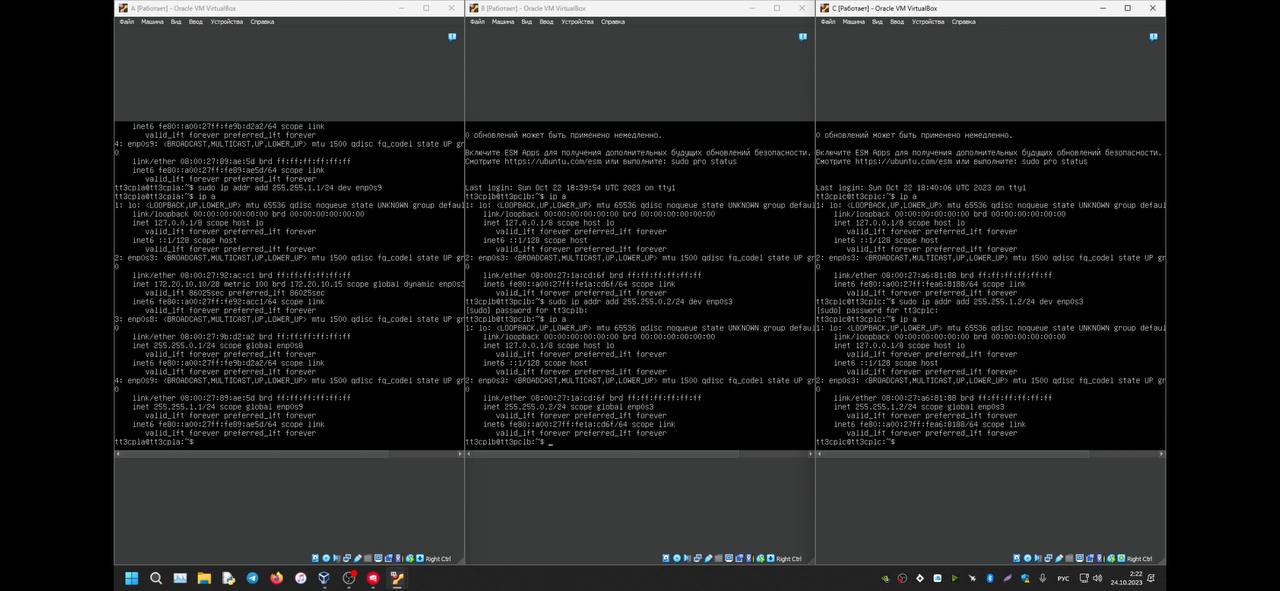 A [Работает] - Oracle VM VirtualBox
Файл Машина Вид Ввод Устройства Справка
inet6 fe80::a00:27ff:fe9b:d2a2/64 scope link
valid_lft forever preferred_lft forever
4: enp0s9: <BROADCAST,MULTICAST,UP,LOWER_UP> mtu 1500 qdisc fq_codel state UP gr
0
link/ether 08:00:27:89:ae:5d brd ff:ff:ff:ff:ff:ff
inet6 fe80::a00:27ff:fe89:ae5d/64 scope link
valid_lft forever preferred_lft forever
tt3cpla@tt3cpla:~$ sudo ip addr add 255.255.1.1/24 dev enp0s9
tt3cpla@tt3cpla:~$ ip a
1: lo: <LOOPBACK,UP,LOWER_UP> mtu 65536 qdisc noqueue state UNKNOWN group defaul
link/loopback 00:00:00:00:00:00 brd 00:00:00:00:00:00
inet 127.0.0.1/8 scope host lo
valid_lft forever preferred_lft forever
inet6 ::1/128 scope host
valid_lft forever preferred_lft forever
2: enp0s3: <BROADCAST,MULTICAST,UP,LOWER_UP> mtu 1500 qdisc fq_codel state UP gr
0
link/ether 08:00:27:92:ac:c1 brd ff:ff:ff:ff:ff:ff
inet 172.20.10.10/28 metric 100 brd 172.20.10.15 scope global dynamic enp0s3
valid_lft 86025sec preferred_lft 86025sec
inet6 fe80::a00:27ff:fe92:acc1/64 scope link
valid_lft forever preferred_lft forever
3: enp0s8: <BROADCAST,MULTICAST,UP,LOWER_UP> mtu 1500 qdisc fq_codel state UP gr
0
link/ether 08:00:27:9b:d2:a2 brd ff:ff:ff:ff:ff:ff
inet 255.255.0.1/24 scope global enp0s8
valid_lft forever preferred_lft forever
inet6 fe80::a00:27ff:fe9b:d2a2/64 scope link
valid_lft forever preferred_lft forever
4: enp0s9: <BROADCAST,MULTICAST,UP,LOWER_UP> mtu 1500 qdisc fq_codel state UP gr
0
link/ether 08:00:27:89:ae:5d brd ff:ff:ff:ff:ff:ff
inet 255.255.1.1/24 scope global enp0s9
valid_lft forever preferred_lft forever
inet6 fe80::a00:27ff:fe89:ae5d/64 scope link
valid_lft forever preferred_lft forever
tt3cpla@tt3cpla:~$
Right Ctrl
B [Работает] - Oracle VM VirtualBox
Файл Машина Вид Ввод Устройства Справка
0 обновлений может быть применено немедленно.
Включите ESM Apps для получения дополнительных будущих обновлений безопасности.
Смотрите https://ubuntu.com/esm или выполните: sudo pro status
Last login: Sun Oct 22 18:39:54 UTC 2023 on tty1
tt3cplb@tt3cplb:~$ ip a
1: lo: <LOOPBACK,UP,LOWER_UP> mtu 65536 qdisc noqueue state UNKNOWN group defaul
link/loopback 00:00:00:00:00:00 brd 00:00:00:00:00:00
inet 127.0.0.1/8 scope host lo
valid_lft forever preferred_lft forever
inet6 ::1/128 scope host
valid_lft forever preferred_lft forever
2: enp0s3: <BROADCAST,MULTICAST,UP,LOWER_UP> mtu 1500 qdisc fq_codel state UP gr
0
link/ether 08:00:27:1a:cd:6f brd ff:ff:ff:ff:ff:ff
inet6 fe80::a00:27ff:fe1a:cd6f/64 scope link
valid_lft forever preferred_lft forever
tt3cplb@tt3cplb:~$ sudo ip addr add 255.255.0.2/24 dev enp0s3
[sudo] password for tt3cplb:
tt3cplb@tt3cplb:~$ ip a
1: lo: <LOOPBACK,UP,LOWER_UP> mtu 65536 qdisc noqueue state UNKNOWN group defaul
link/loopback 00:00:00:00:00:00 brd 00:00:00:00:00:00
inet 127.0.0.1/8 scope host lo
valid_lft forever preferred_lft forever
inet6 ::1/128 scope host
valid_lft forever preferred_lft forever
2: enp0s3: <BROADCAST,MULTICAST,UP,LOWER_UP> mtu 1500 qdisc fq_codel state UP gr
0
link/ether 08:00:27:1a:cd:6f brd ff:ff:ff:ff:ff:ff
inet 255.255.0.2/24 scope global enp0s3
valid_lft forever preferred_lft forever
inet6 fe80::a00:27ff:fe1a:cd6f/64 scope link
valid_lft forever preferred_lft forever
tt3cplb@tt3cplb:~$ _
Right Ctrl
C [Работает] - Oracle VM VirtualBox
Файл Машина Вид Ввод Устройства Справка
0 обновлений может быть применено немедленно.
Включите ESM Apps для получения дополнительных будущих обновлений безопасности.
Смотрите https://ubuntu.com/esm или выполните: sudo pro status
Last login: Sun Oct 22 18:40:06 UTC 2023 on tty1
tt3cplc@tt3cplc:~$ ip a
1: lo: <LOOPBACK,UP,LOWER_UP> mtu 65536 qdisc noqueue state UNKNOWN group defaul
link/loopback 00:00:00:00:00:00 brd 00:00:00:00:00:00
inet 127.0.0.1/8 scope host lo
valid_lft forever preferred_lft forever
inet6 ::1/128 scope host
valid_lft forever preferred_lft forever
2: enp0s3: <BROADCAST,MULTICAST,UP,LOWER_UP> mtu 1500 qdisc fq_codel state UP gr
0
link/ether 08:00:27:a6:81:88 brd ff:ff:ff:ff:ff:ff
inet6 fe80::a00:27ff:fea6:8188/64 scope link
valid_lft forever preferred_lft forever
tt3cplc@tt3cplc:~$ sudo ip addr add 255.255.1.2/24 dev enp0s3
[sudo] password for tt3cplc:
tt3cplc@tt3cplc:~$ ip a
1: lo: <LOOPBACK,UP,LOWER_UP> mtu 65536 qdisc noqueue state UNKNOWN group defaul
link/loopback 00:00:00:00:00:00 brd 00:00:00:00:00:00
inet 127.0.0.1/8 scope host lo
valid_lft forever preferred_lft forever
inet6 ::1/128 scope host
valid_lft forever preferred_lft forever
2: enp0s3: <BROADCAST,MULTICAST,UP,LOWER_UP> mtu 1500 qdisc fq_codel state UP gr
0
link/ether 08:00:27:a6:81:88 brd ff:ff:ff:ff:ff:ff
inet 255.255.1.2/24 scope global enp0s3
valid_lft forever preferred_lft forever
inet6 fe80::a00:27ff:fea6:8188/64 scope link
valid_lft forever preferred_lft forever
tt3cplc@tt3cplc:~$
Right Ctrl
РУС
2:22
24.10.2023